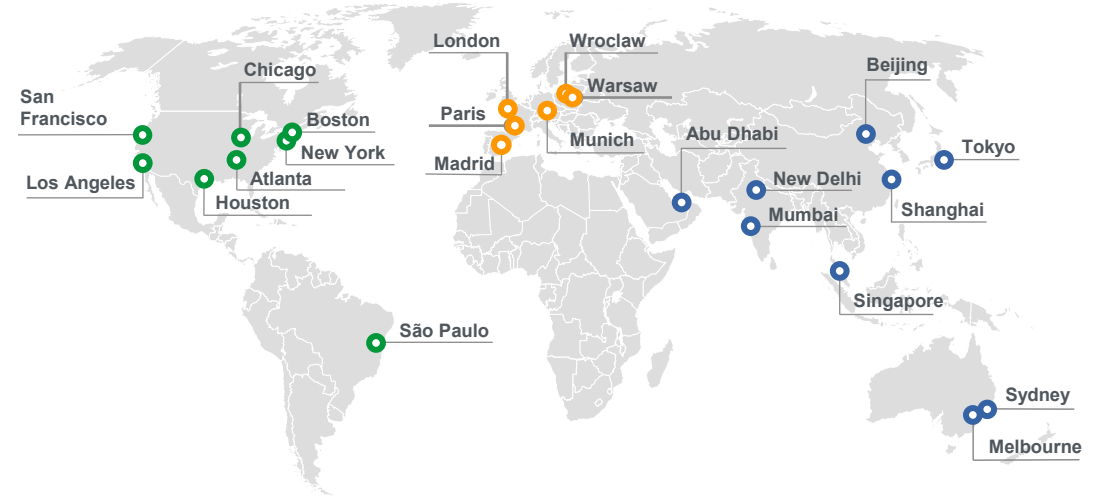 London
Wroclaw
Chicago
Beijing
Warsaw
San
Francisco
Paris
Boston
Abu Dhabi
Munich
Tokyo
New York
Madrid
Los Angeles
Atlanta
New Delhi
Houston
Shanghai
Mumbai
Singapore
São Paulo
Sydney
Melbourne